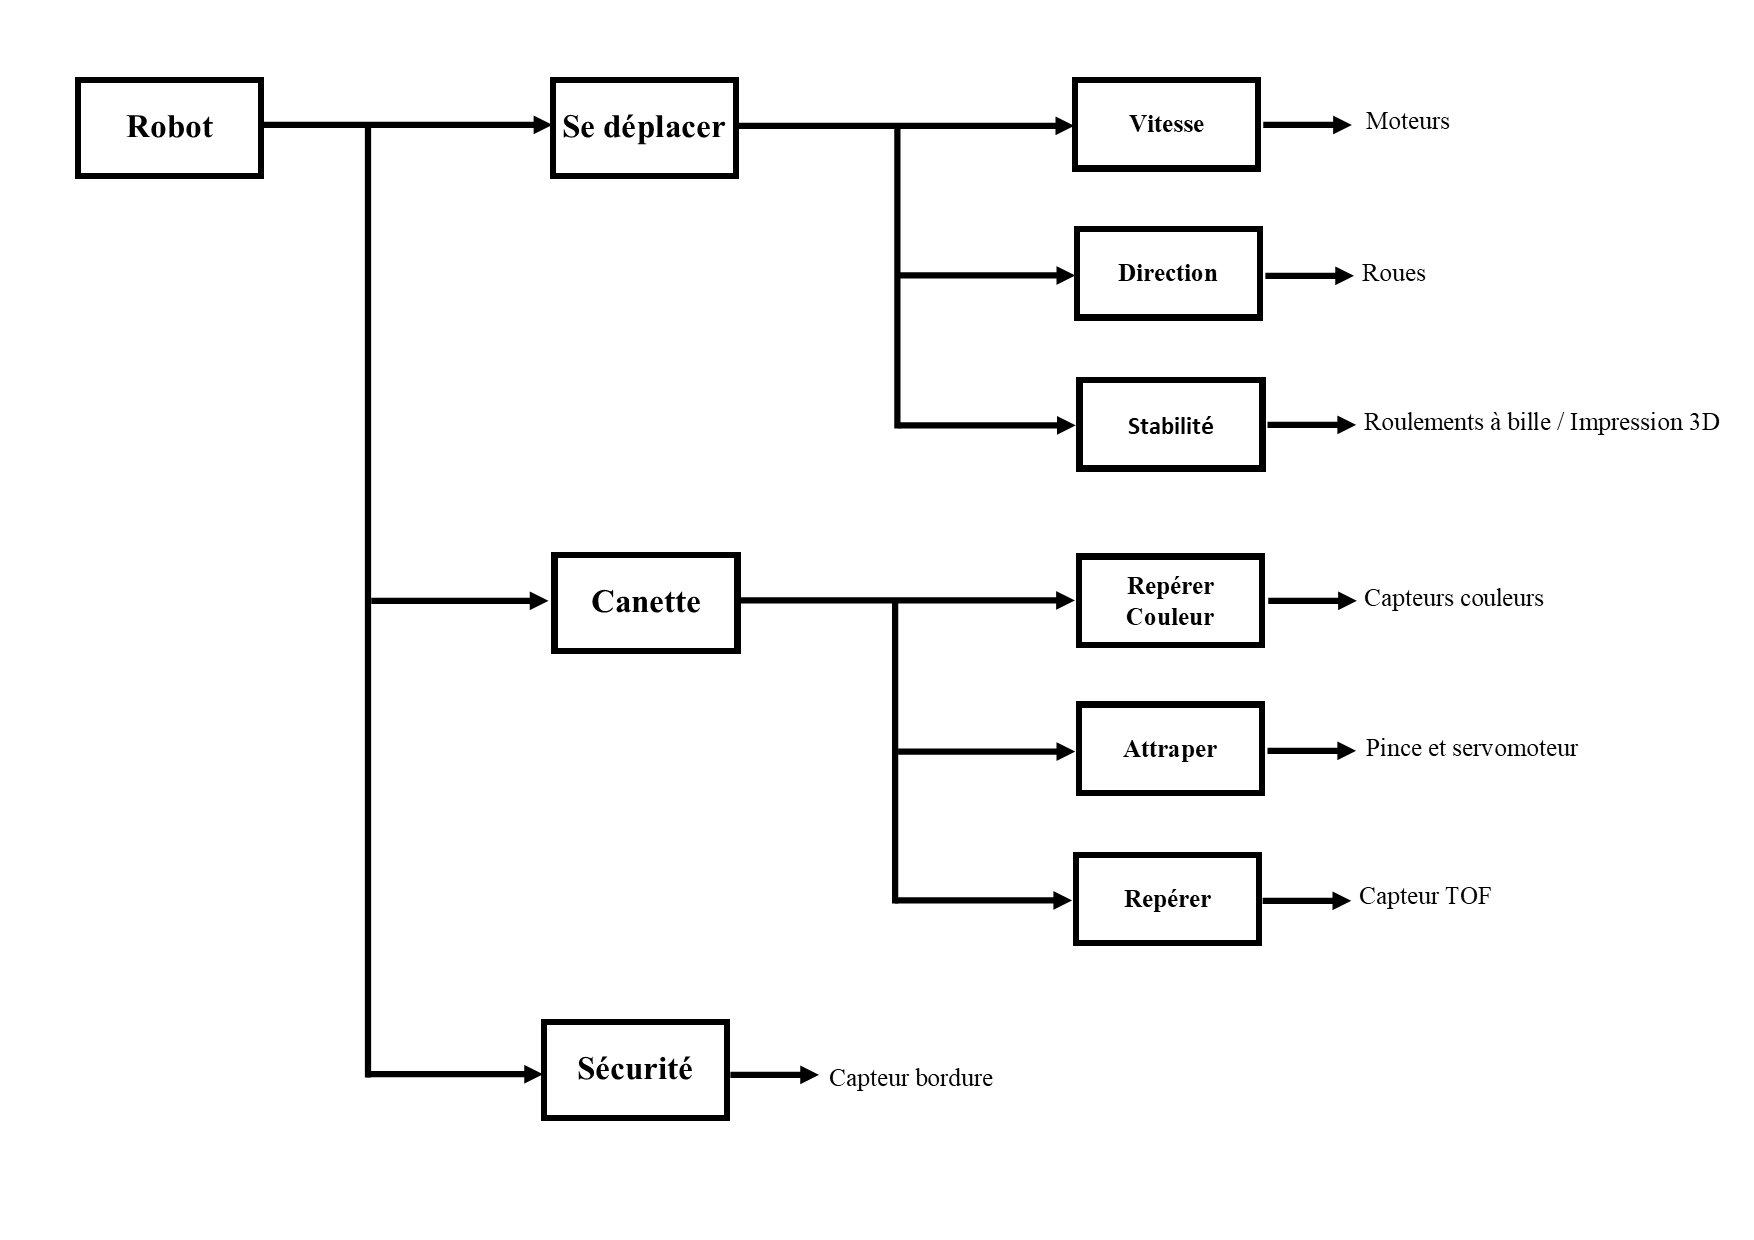 Robot
Se déplacer
Vitesse
Moteurs
Direction
Roues
Stabilité
Roulements à bille / Impression 3D
Canette
Repérer
Couleur
Capteurs couleurs
Attraper
Pince et servomoteur
Repérer
Capteur TOF
Sécurité
Capteur bordure